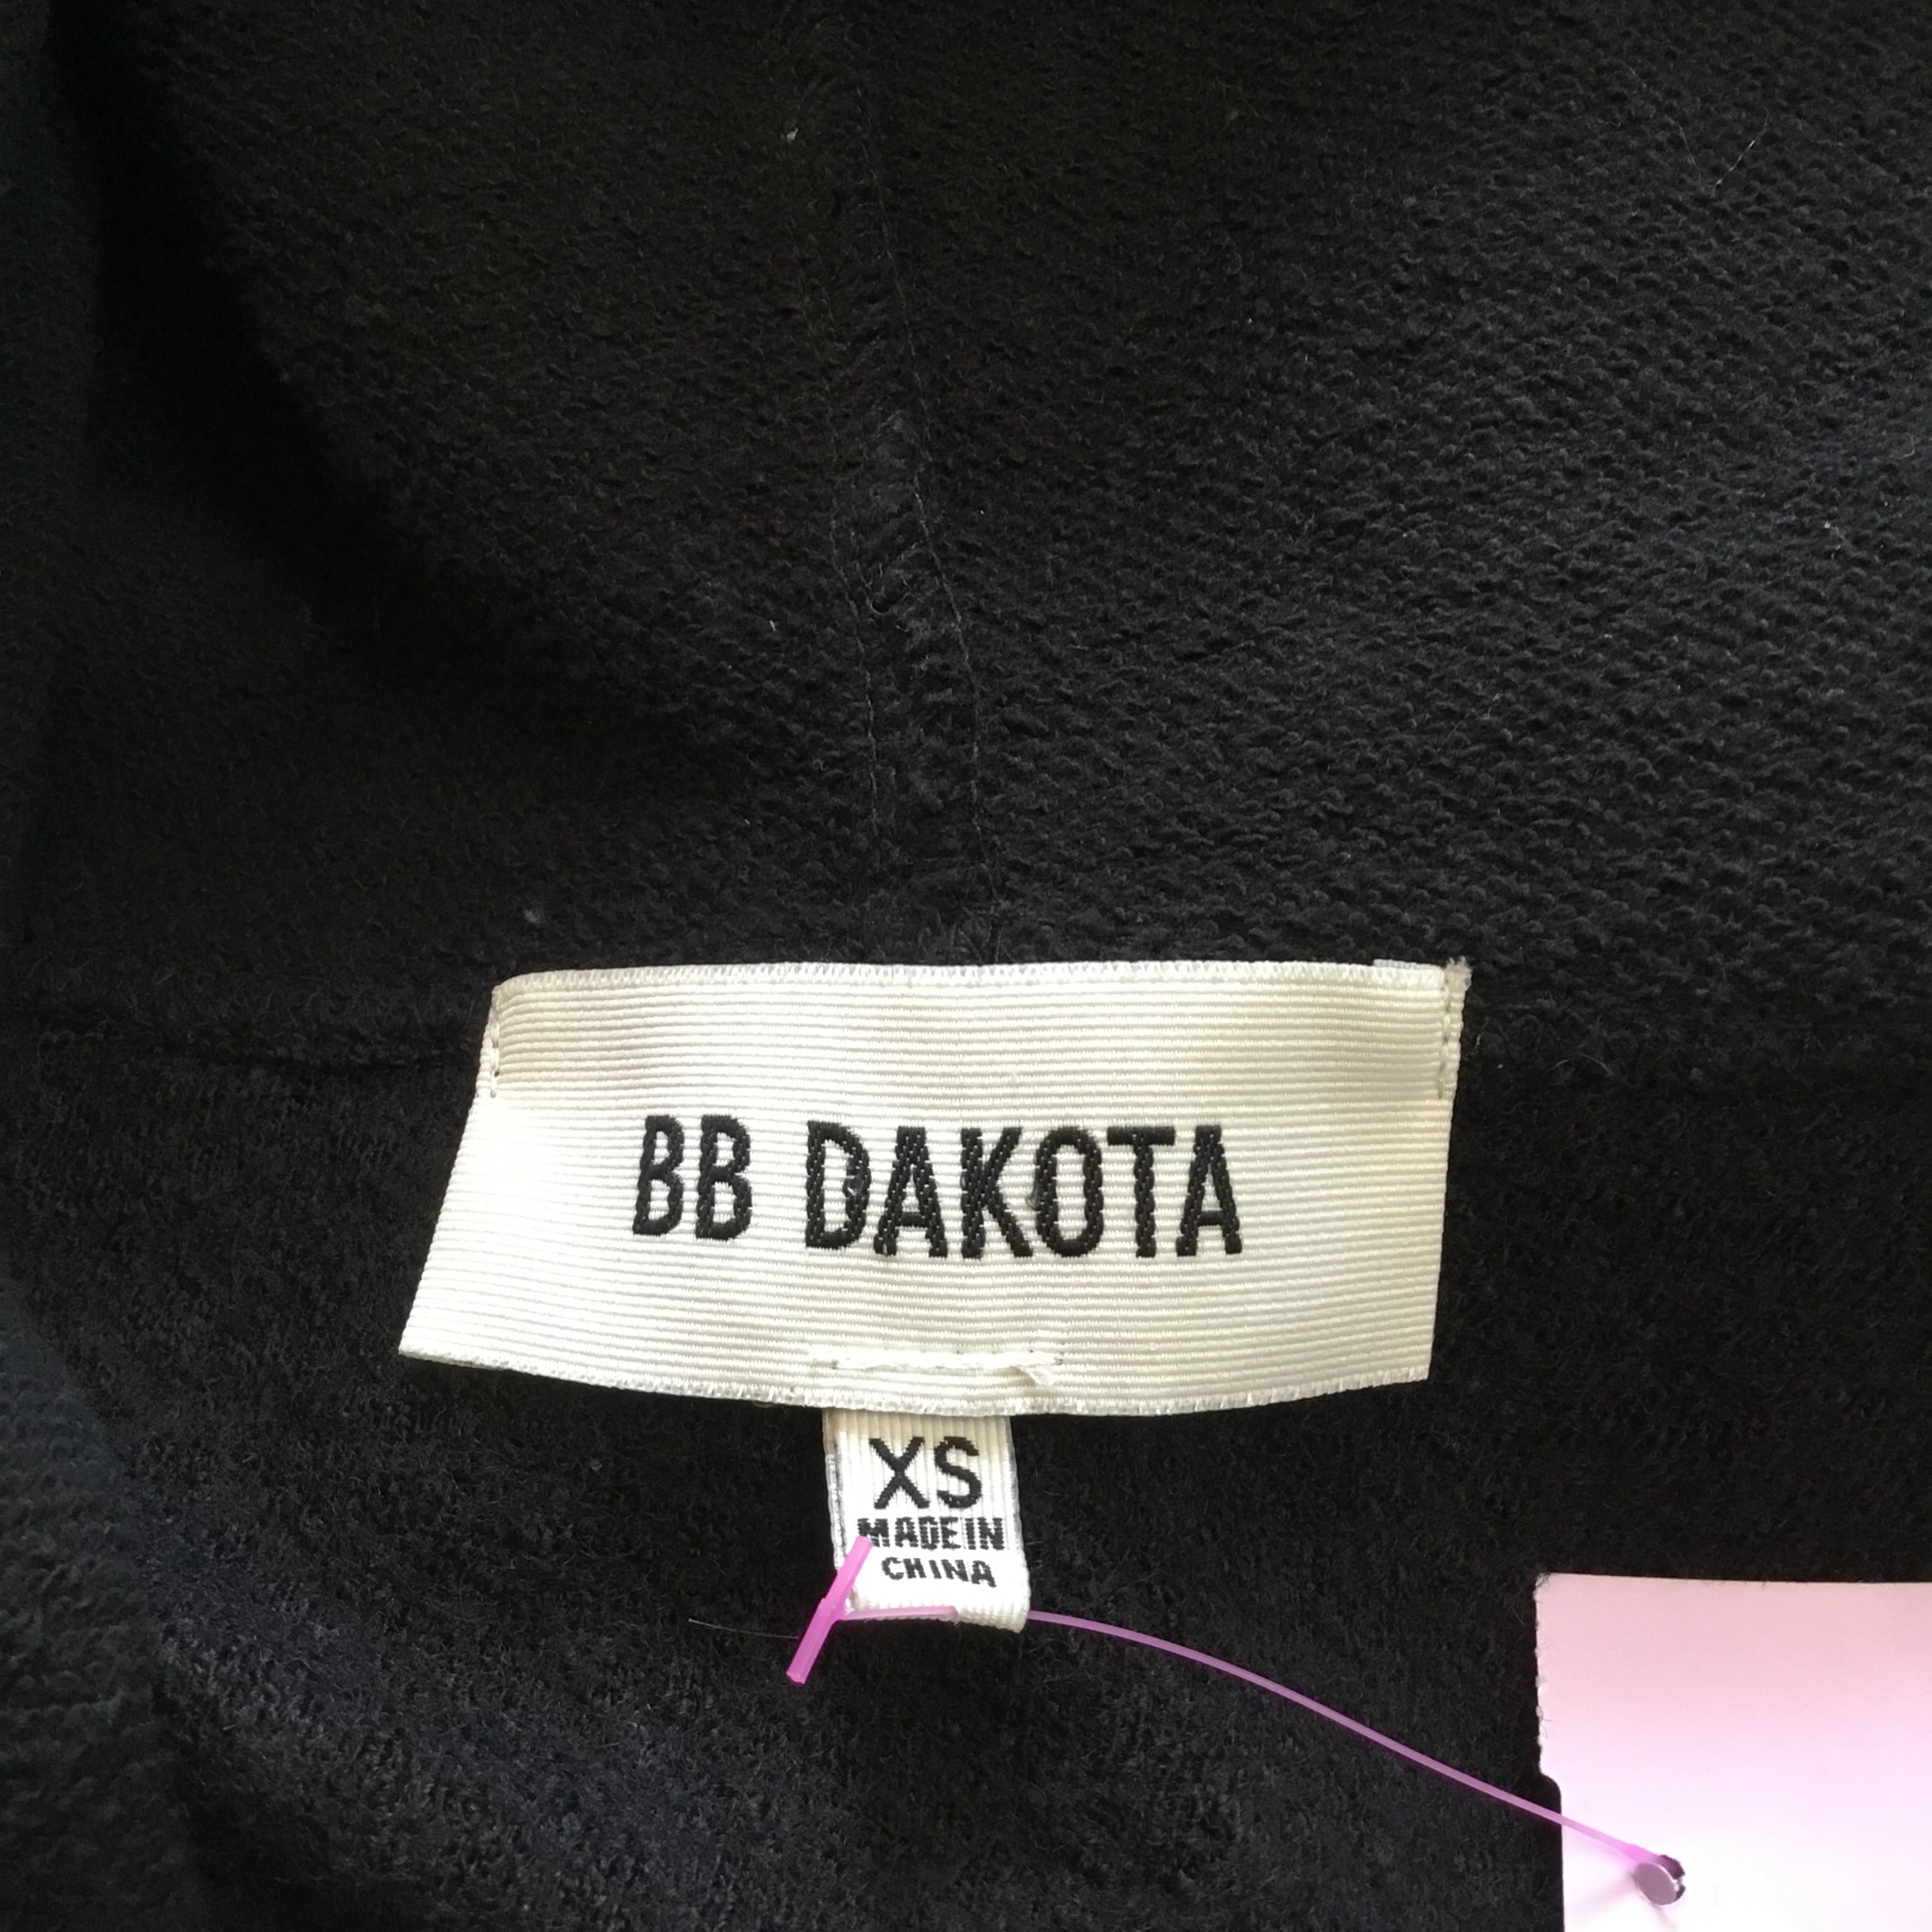 BB DAKOTA
XS
MADE IN
CHINA